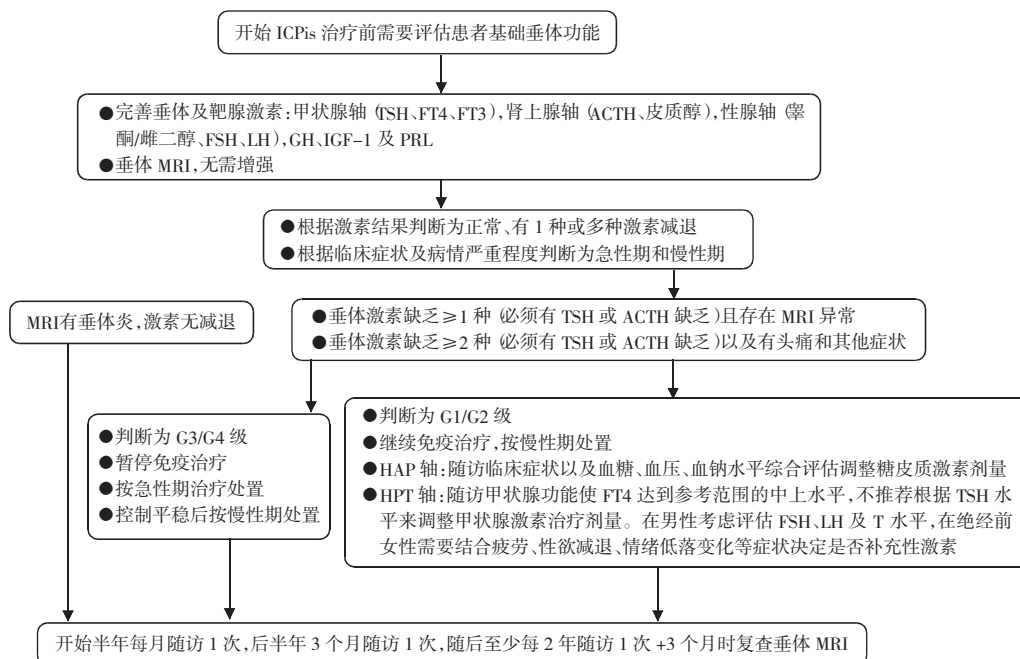 开始 ICPis 治疗前需要评估患者基础垂体功能
●完善垂体及靶腺激素:甲状腺轴 (TSH、FT4、FT3),肾上腺轴 (ACTH、皮质醇),性腺轴 (睾
酮/雌二醇、FSH、LH),GH、IGF-1 及 PRL
●垂体 MRI,无需增强
●根据激素结果判断为正常、有 1 种或多种激素减退
●根据临床症状及病情严重程度判断为急性期和慢性期
MRI有垂体炎,激素无减退
●垂体激素缺乏≥1 种 (必须有 TSH 或 ACTH 缺乏)且存在 MRI 异常
●垂体激素缺乏≥2 种 (必须有 TSH 或 ACTH 缺乏)以及有头痛和其他症状
●判断为 G3/G4 级
●暂停免疫治疗
●按急性期治疗处置
●控制平稳后按慢性期处置
●判断为 G1/G2 级
●继续免疫治疗,按慢性期处置
●HAP 轴:随访临床症状以及血糖、血压、血钠水平综合评估调整糖皮质激素剂量
●HPT 轴:随访甲状腺功能使 FT4 达到参考范围的中上水平,不推荐根据 TSH 水
平来调整甲状腺激素治疗剂量。在男性考虑评估 FSH、LH 及 T 水平,在绝经前
女性需要结合疲劳、性欲减退、情绪低落变化等症状决定是否补充性激素
开始半年每月随访 1 次,后半年 3 个月随访 1 次,随后至少每 2 年随访 1 次 +3 个月时复查垂体 MRI